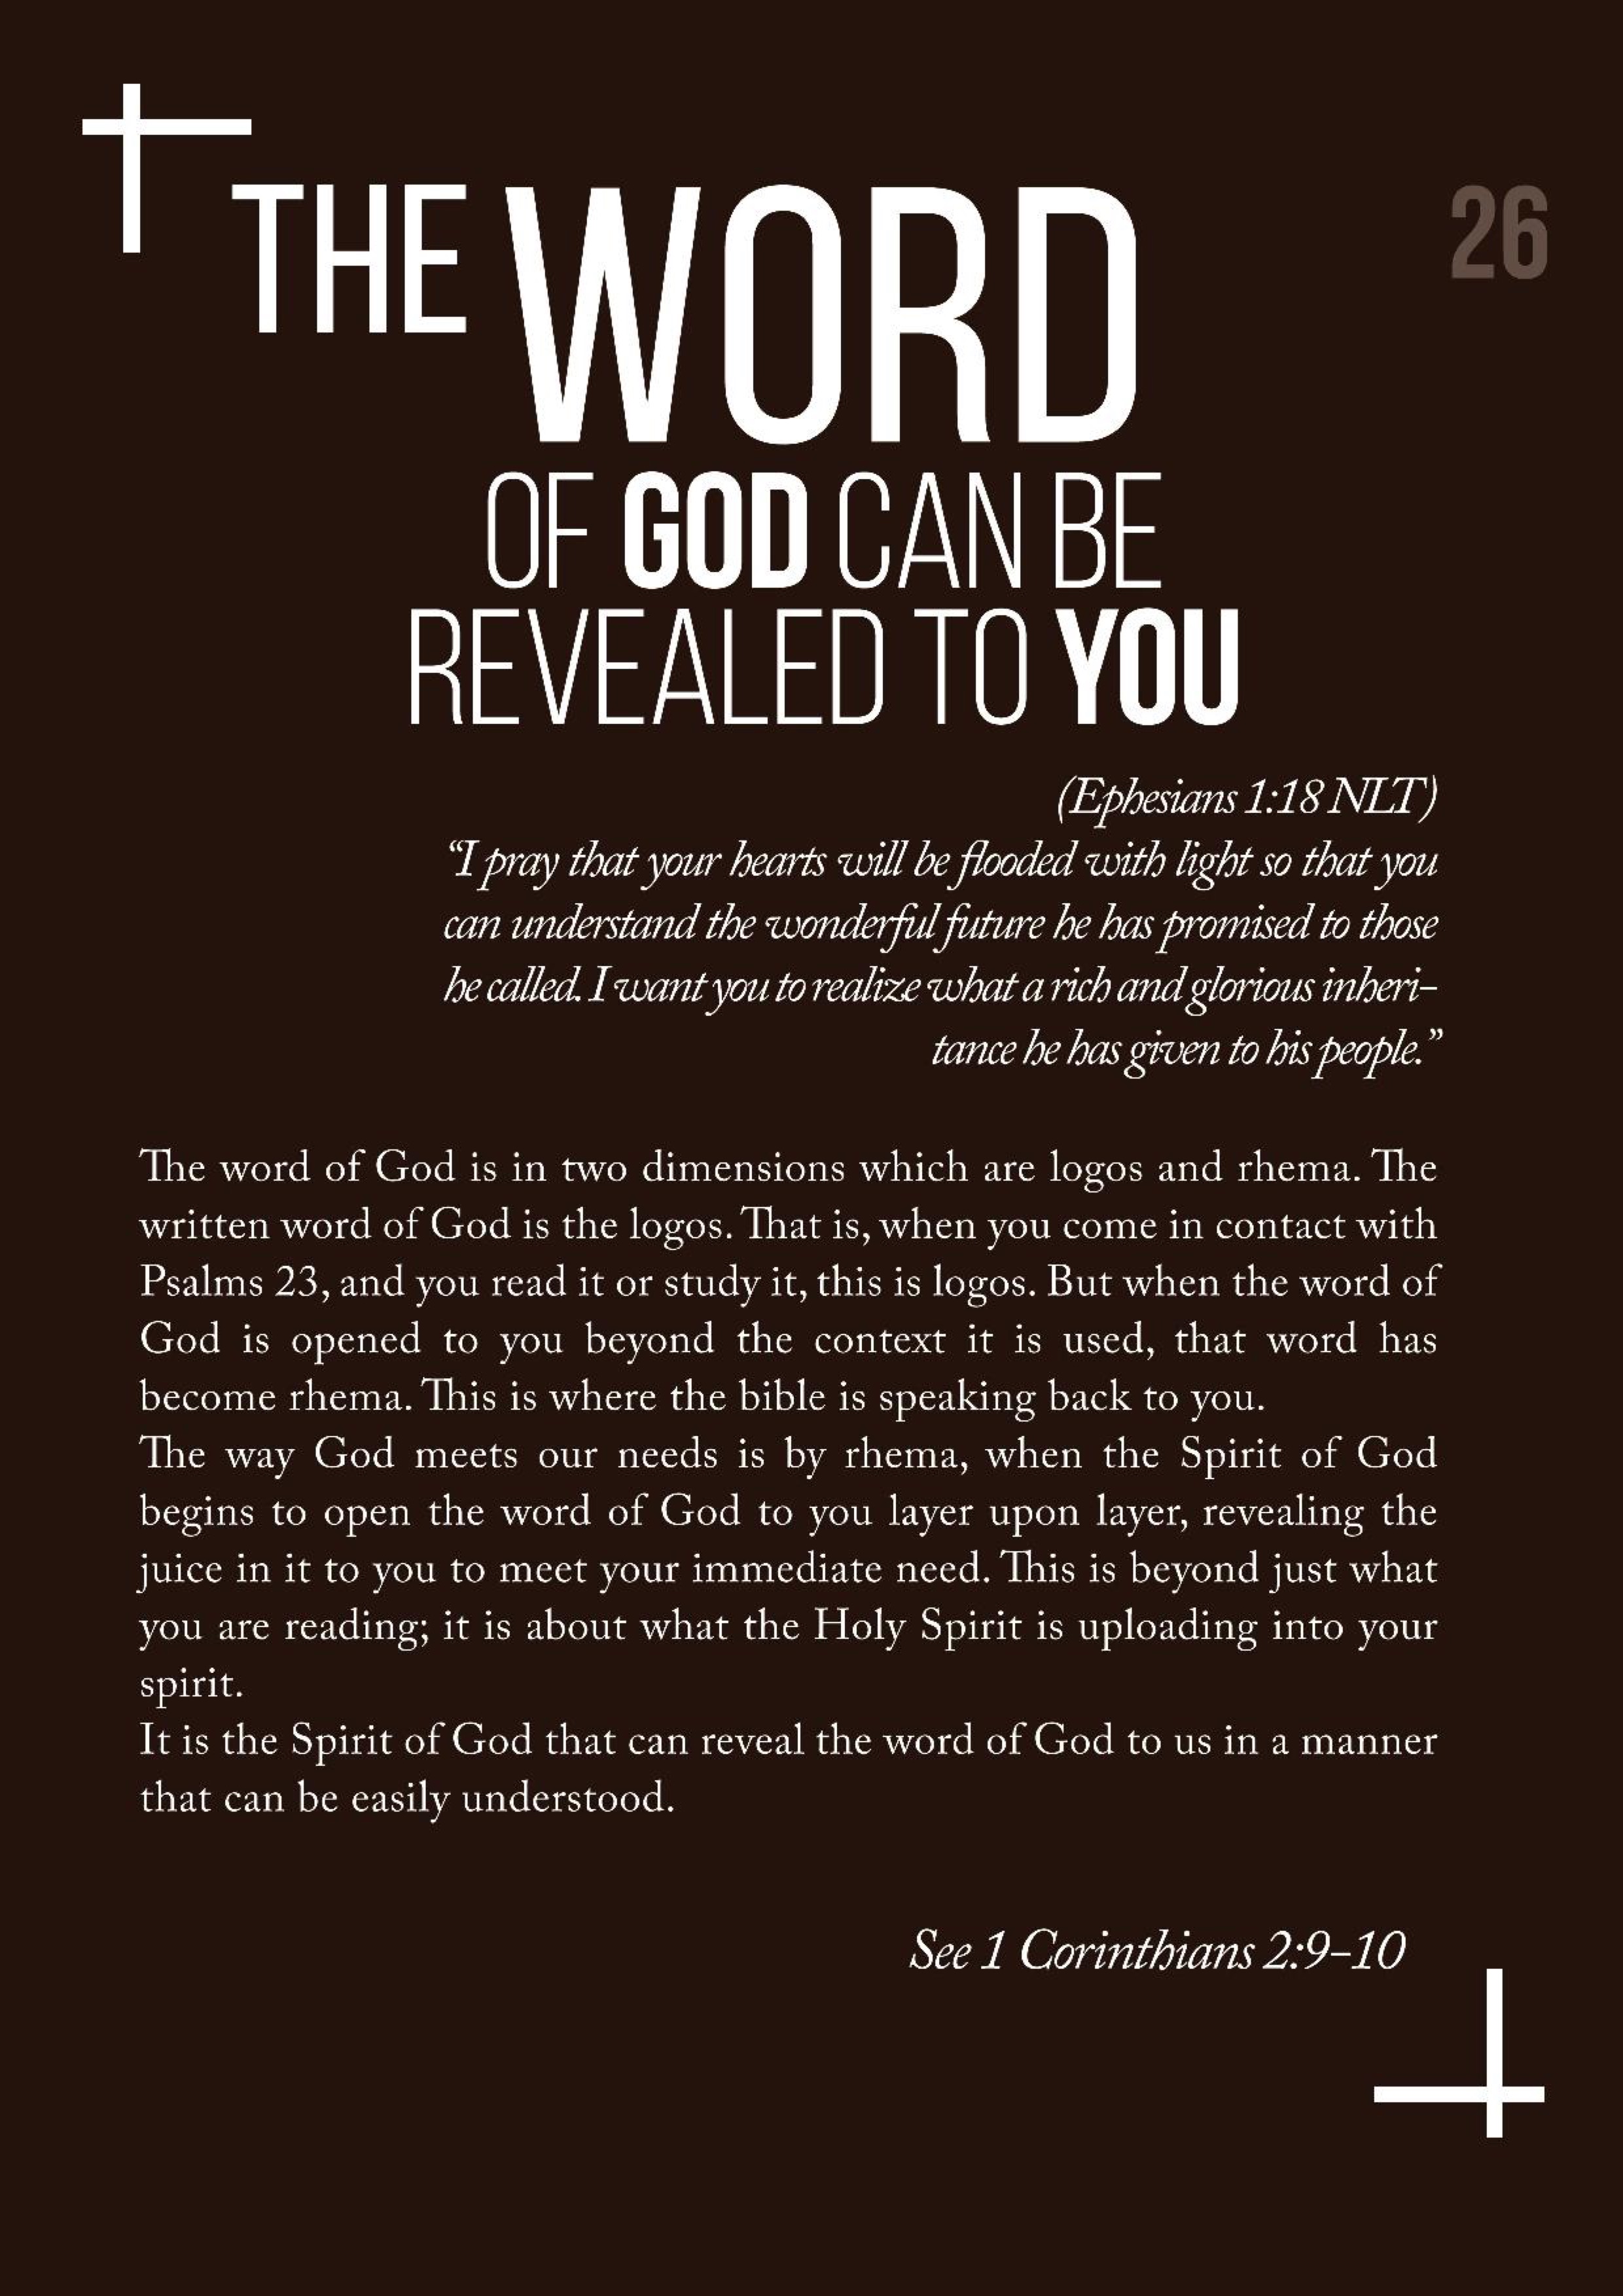 THE WORD
26
OF GOD CAN BE
REVEALED TO YOU
(Ephesians 1:18 NLT)
“I pray that your hearts will be flooded with light so that you
can understand the wonderful future he has promised to those
he called. I want you to realize what a rich and glorious inheri-
tance he has given to his people.”
The word of God is in two dimensions which are logos and rhema. The
written word of God is the logos. That is, when you come in contact with
Psalms 23, and you read it or study it, this is logos. But when the word of
God is opened to you beyond the context it is used, that word has
become rhema. This is where the bible is speaking back to you.
The way God meets our needs is by rhema, when the Spirit of God
begins to open the word of God to you layer upon layer, revealing the
juice in it to you to meet your immediate need. This is beyond just what
you are reading; it is about what the Holy Spirit is uploading into your
spirit.
It is the Spirit of God that can reveal the word of God to us in a manner
that can be easily understood.
See 1 Corinthians 2:9-10